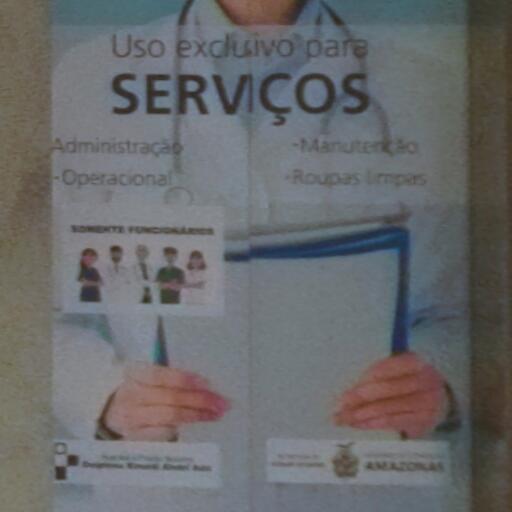 Uso exclusivo para
SERVIÇOS
Administração
-Operacional
-Manutenção
-Roupas limpas
SOMENTE FUNCIONÁRIOS
AMAZONAS